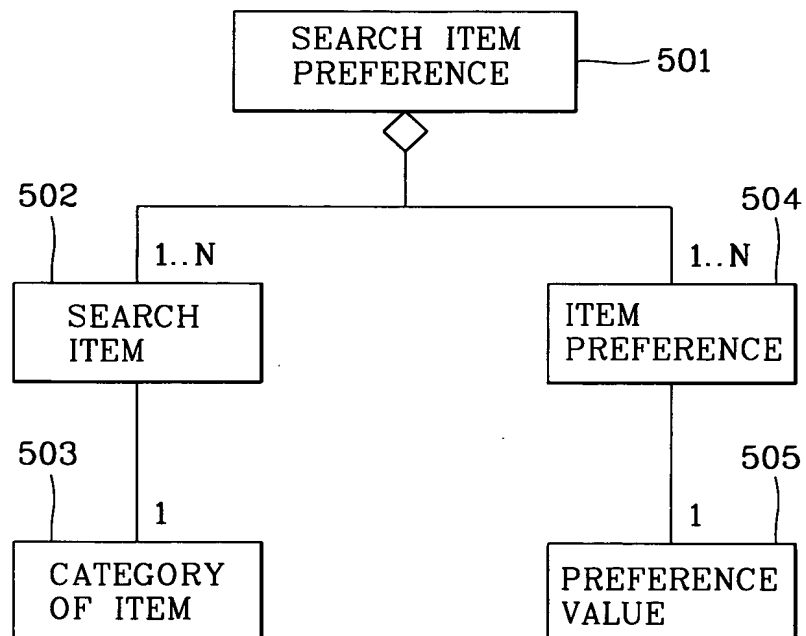 SEARCH ITEM
PREFERENCE
501
502
504
1..N
1..N
SEARCH
ITEM
ITEM
PREFERENCE
503
505
1
1
CATEGORY
OF ITEM
PREFERENCE
VALUE